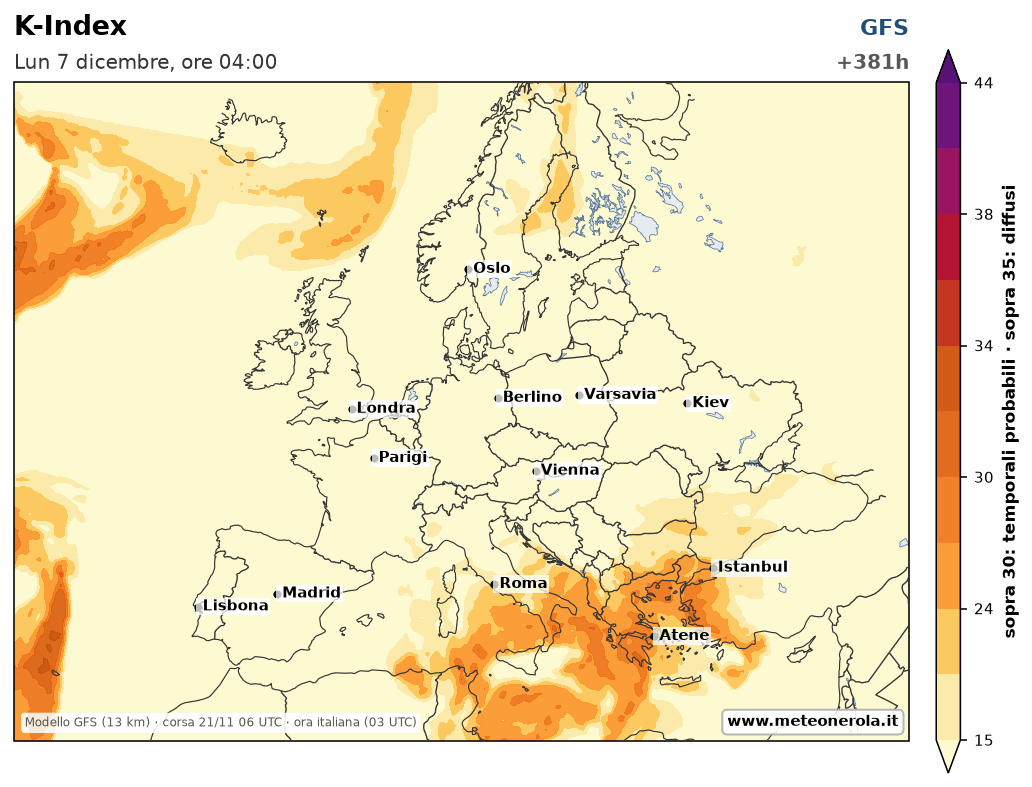 K-Index
GFS
Lun 7 dicembre, ore 04:00
+381h
44
38
34
30
24
15
sopra 30: temporali probabili · sopra 35: diffusi
Oslo
Londra
Berlino
Varsavia
Kiev
Parigi
Vienna
Istanbul
Roma
Madrid
Lisbona
Atene
Modello GFS (13 km) · corsa 21/11 06 UTC · ora italiana (03 UTC)
www.meteonerola.it